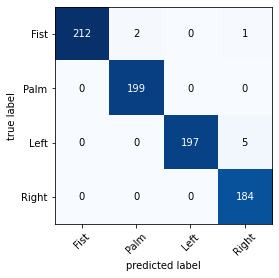 Fist 212 2 0 1
Palm 0 199 0 0
Left 0 0 197 5
Right 0 0 0 184
true label
Fist Palm Left Right
predicted label